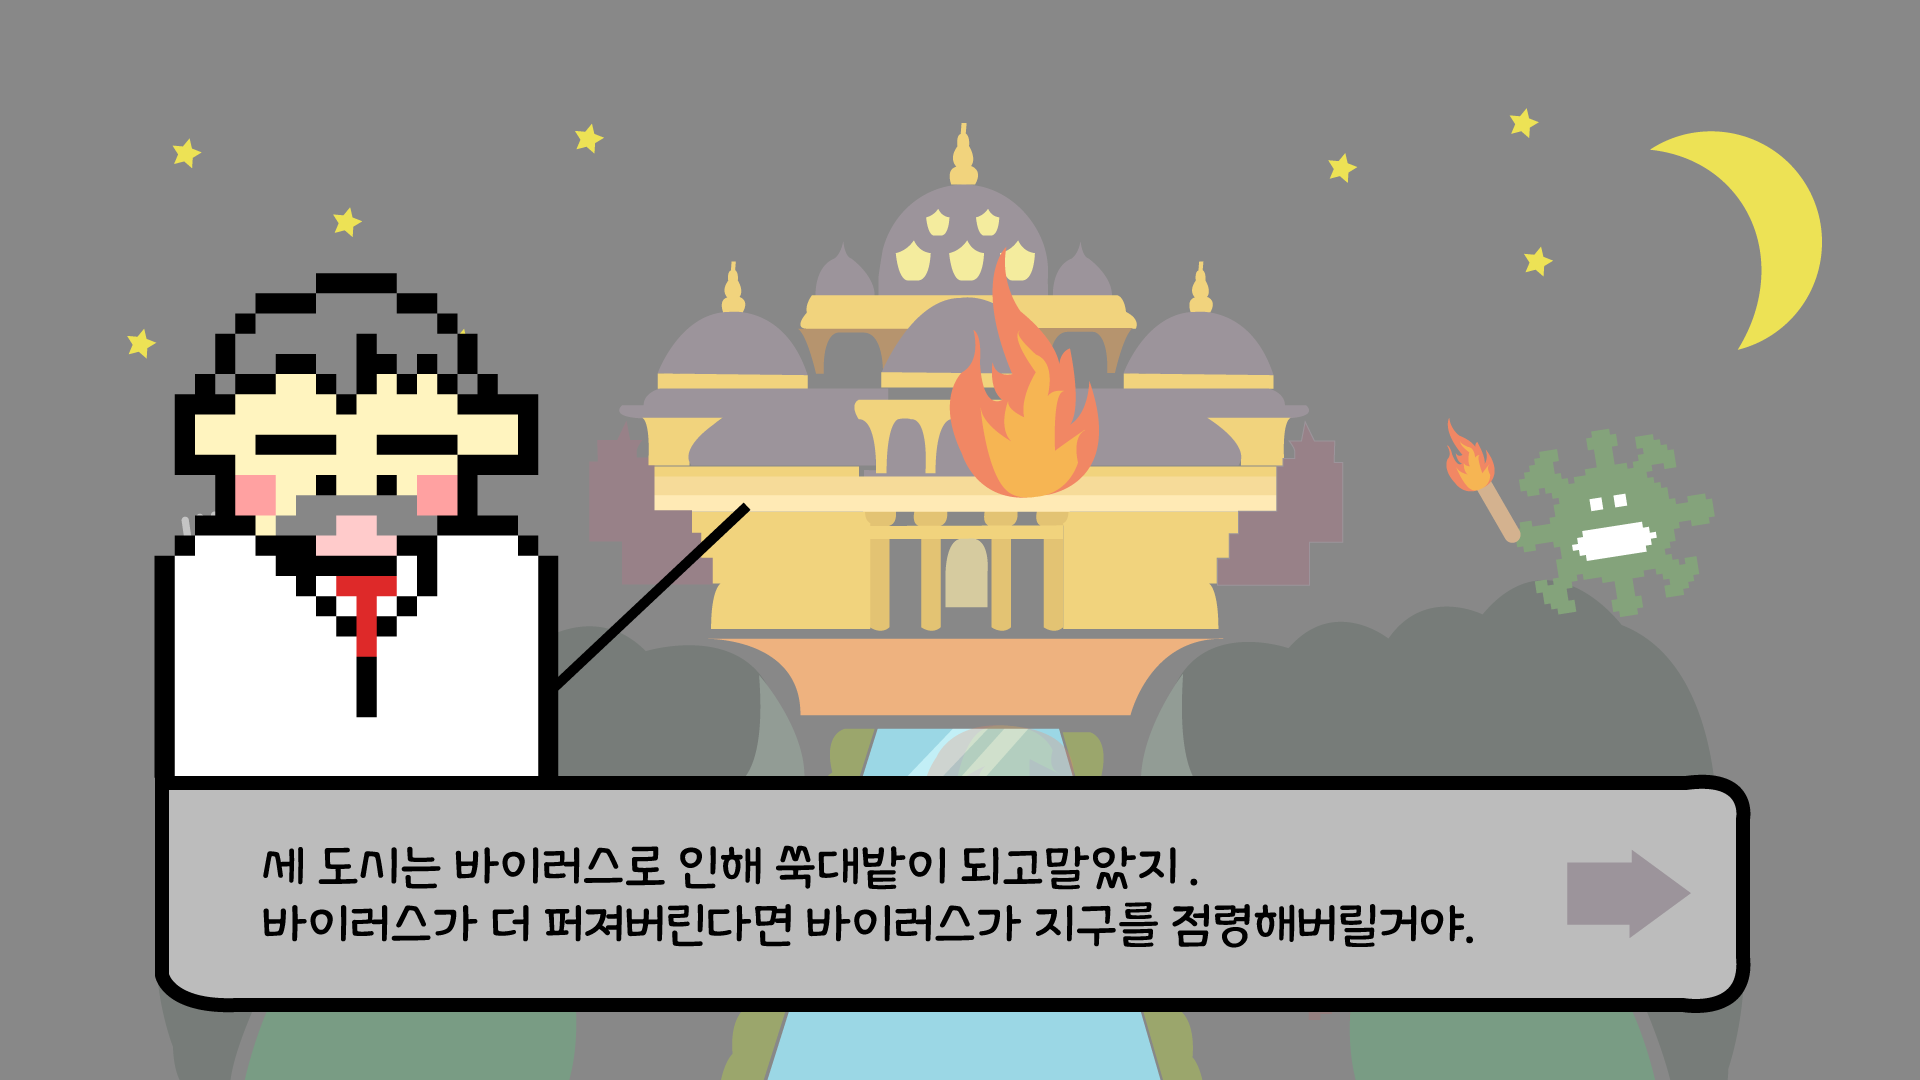 세 도시는 바이러스로 인해 쑥대밭이 되고말았지 .
바이러스가 더 퍼져버린다면 바이러스가 지구를 점령해버릴거야.